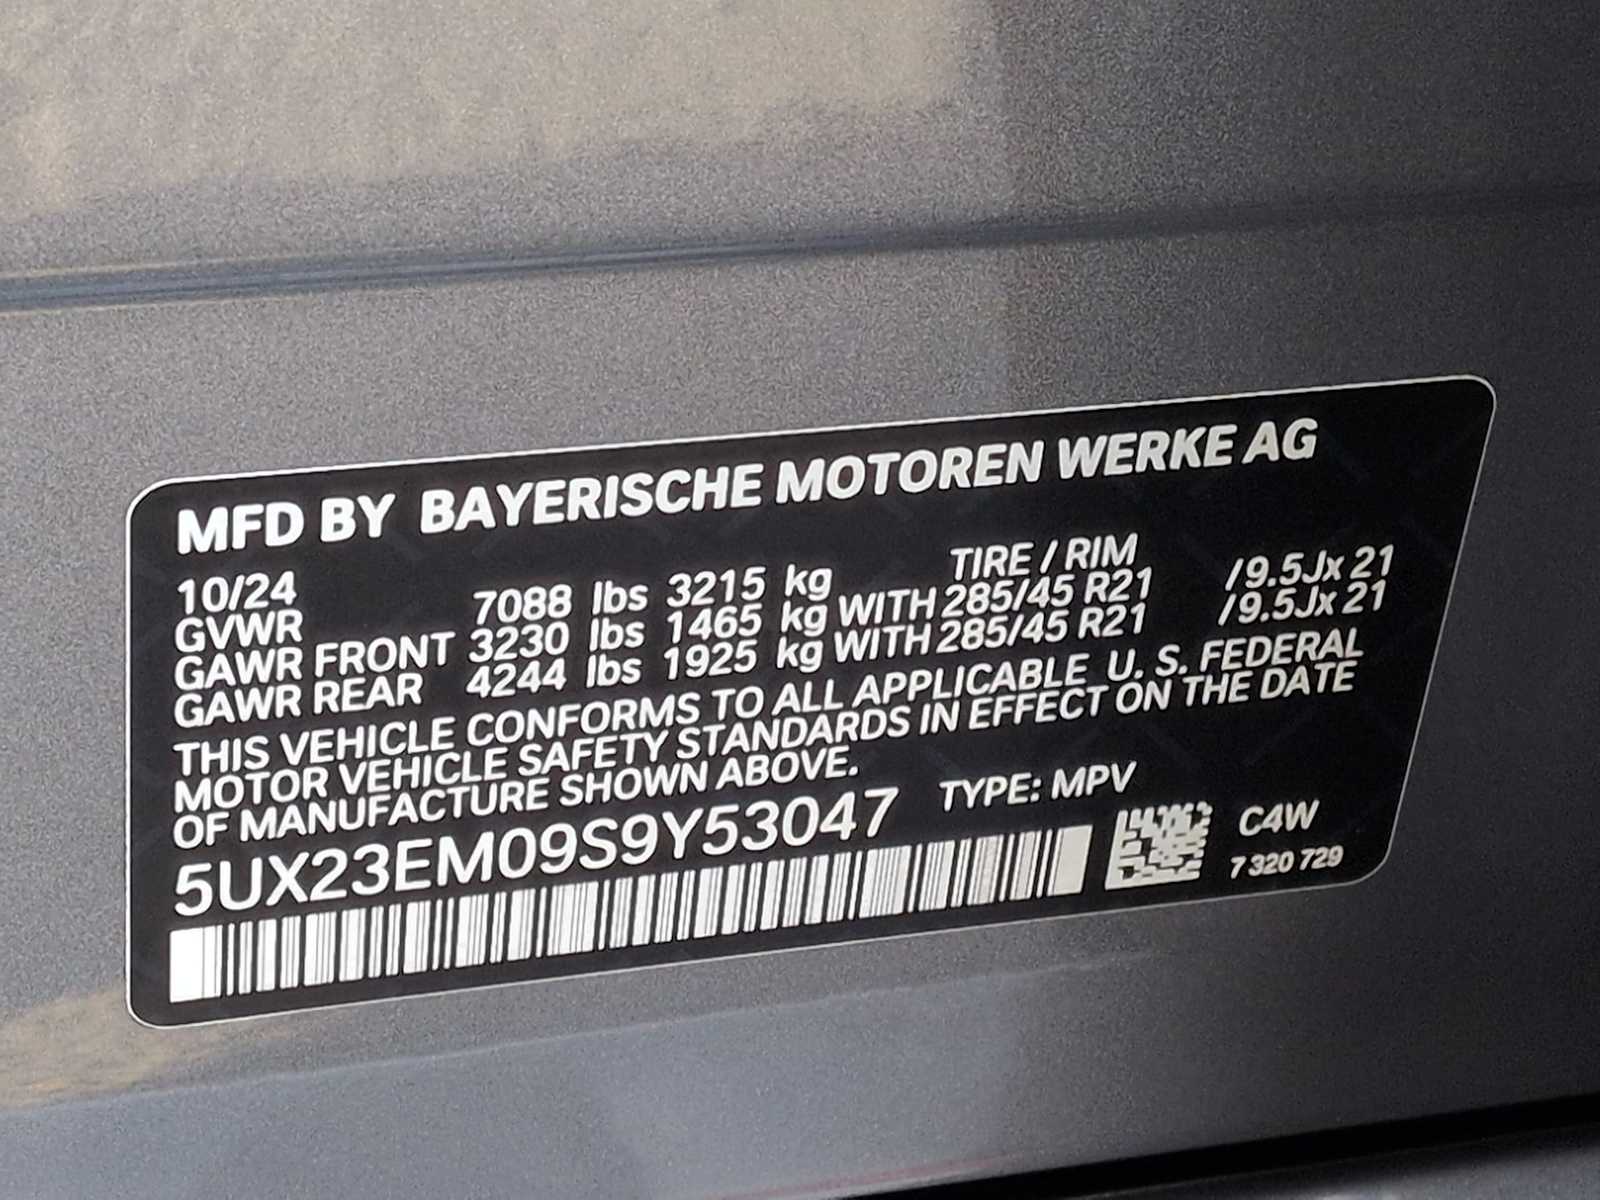 MFD BY BAYERISCHE MOTOREN WERKE AG
10/24 TIRE / RIM
GVWR 7088 lbs 3215 kg
GAWR FRONT 3230 lbs 1465 kg WITH 285/45 R21 /9.5Jx 21
GAWR REAR 4244 lbs 1925 kg WITH 285/45 R21 /9.5Jx 21
THIS VEHICLE CONFORMS TO ALL APPLICABLE U. S. FEDERAL
MOTOR VEHICLE SAFETY STANDARDS IN EFFECT ON THE DATE
OF MANUFACTURE SHOWN ABOVE.
5UX23EM09S9Y53047 TYPE: MPV
C4W
7 320 729